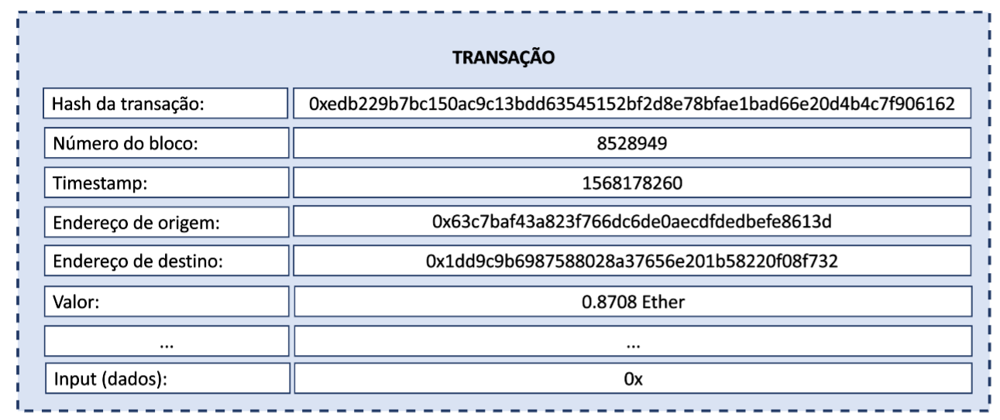 TRANSAÇÃO
Hash da transação: 0xedb229b7bc150ac9c13bdd63545152bf2d8e78bfae1bad66e20d4b4c7f906162
Número do bloco: 8528949
Timestamp: 1568178260
Endereço de origem: 0x63c7baf43a823f766dc6de0aecdfdedbefe8613d
Endereço de destino: 0x1dd9c9b6987588028a37656e201b58220f08f732
Valor: 0.8708 Ether
... ...
Input (dados): 0x